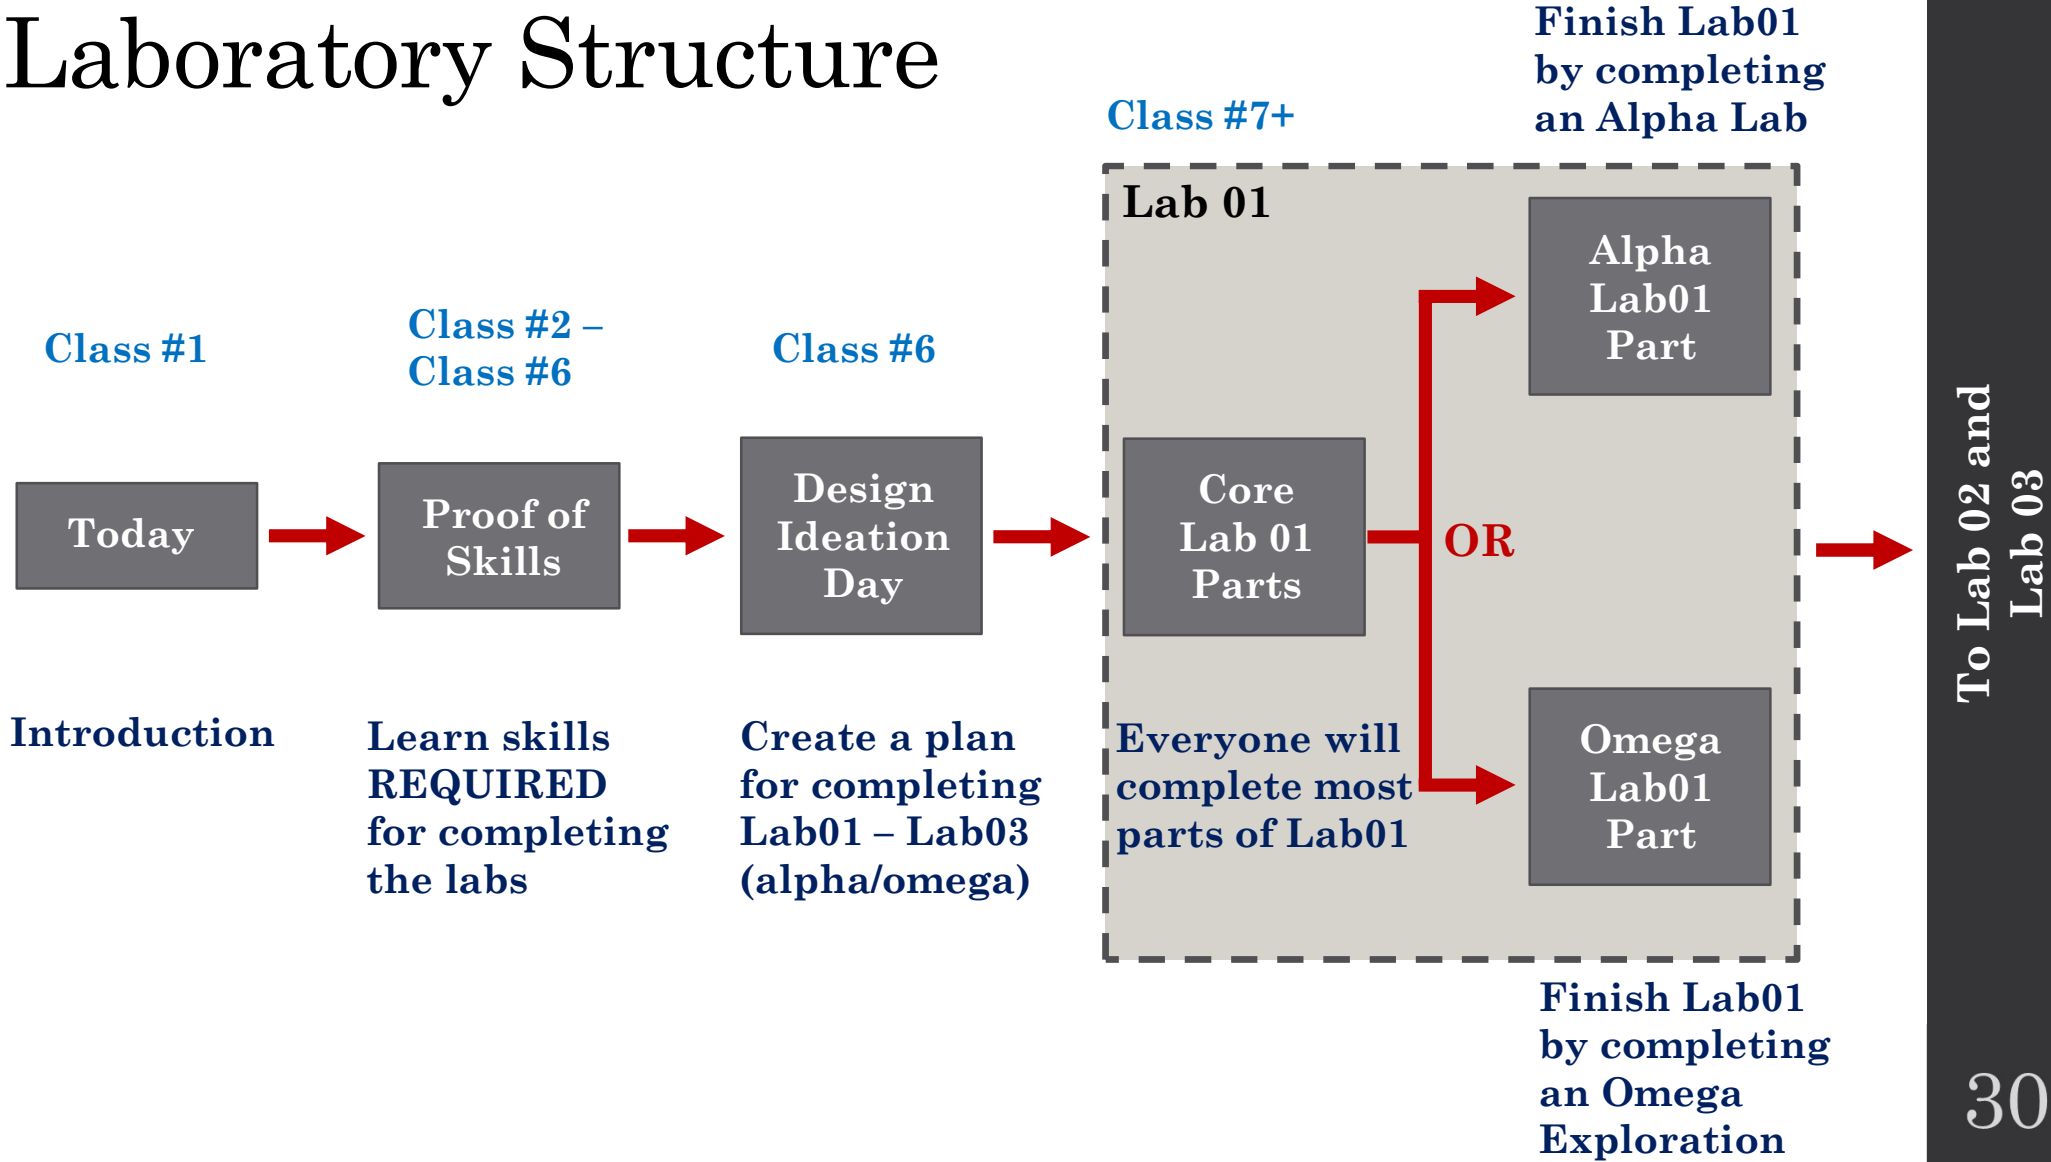 Laboratory Structure
Class #1
Today
Introduction
Class #2 –
Class #6
Proof of
Skills
Learn skills
REQUIRED
for completing
the labs
Class #6
Design
Ideation
Day
Create a plan
for completing
Lab01 – Lab03
(alpha/omega)
Class #7+
Lab 01
Core
Lab 01
Parts
Everyone will
complete most
parts of Lab01
OR
Finish Lab01
by completing
an Alpha Lab
Alpha
Lab01
Part
Omega
Lab01
Part
Finish Lab01
by completing
an Omega
Exploration
To Lab 02 and
Lab 03
30